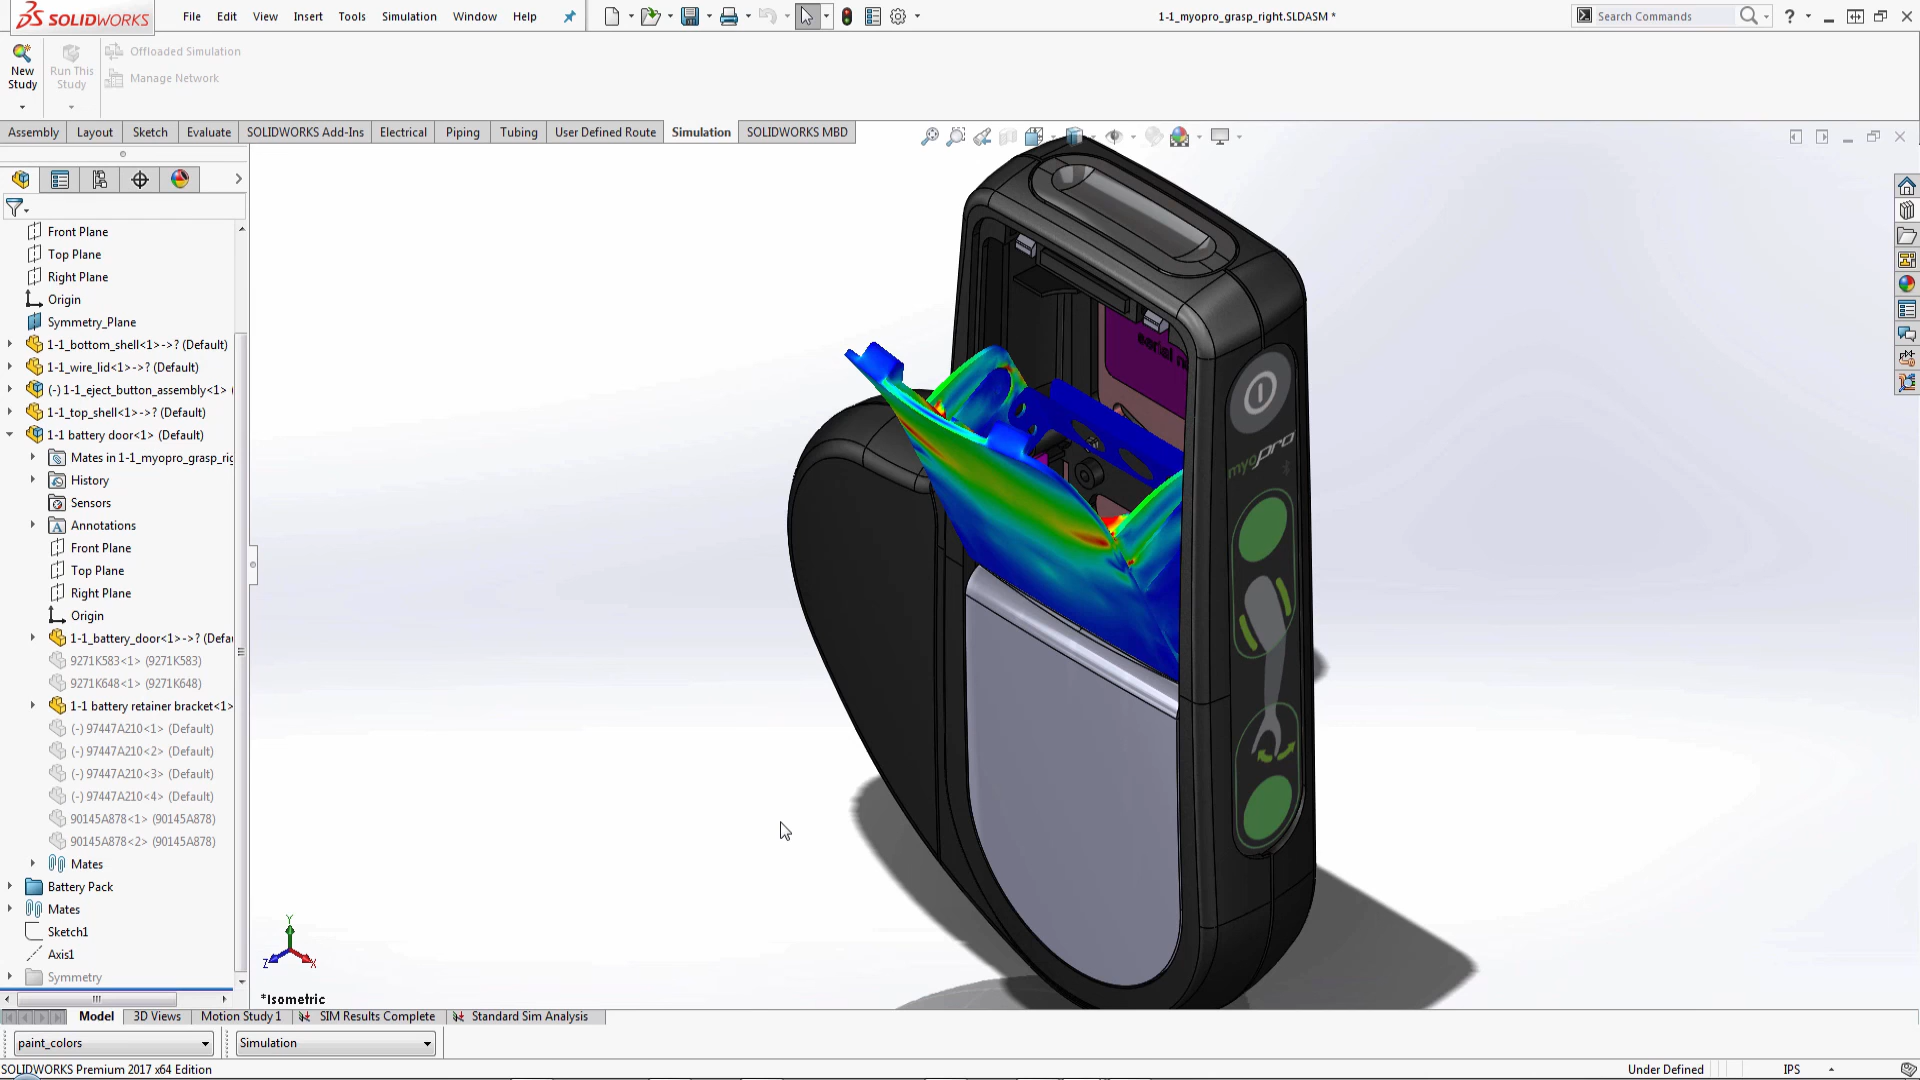 SOLIDWORKS
File Edit View Insert Tools Simulation Window Help
1-1_myopro_grasp_right.SLDASM *
Search Commands
New Study
Run This Study
Offloaded Simulation
Manage Network
Assembly Layout Sketch Evaluate SOLIDWORKS Add-Ins Electrical Piping Tubing User Defined Route Simulation SOLIDWORKS MBD
Front Plane
Top Plane
Right Plane
Origin
Symmetry_Plane
1-1_bottom_shell<1>->? (Default)
1-1_wire_lid<1>->? (Default)
(-) 1-1_eject_button_assembly<1> (
1-1_top_shell<1>->? (Default)
1-1 battery door<1> (Default)
Mates in 1-1_myopro_grasp_rig
History
Sensors
Annotations
Front Plane
Top Plane
Right Plane
Origin
1-1_battery_door<1>->? (Defau
9271K583<1> (9271K583)
9271K648<1> (9271K648)
1-1 battery retainer bracket<1>
(-) 97447A210<1> (Default)
(-) 97447A210<2> (Default)
(-) 97447A210<3> (Default)
(-) 97447A210<4> (Default)
90145A878<1> (90145A878)
90145A878<2> (90145A878)
Mates
Battery Pack
Mates
Sketch1
Axis1
Symmetry
serial n
myopro
Y
Z
X
*Isometric
Model 3D Views Motion Study 1 SIM Results Complete Standard Sim Analysis
paint_colors
Simulation
SOLIDWORKS Premium 2017 x64 Edition
Under Defined
IPS